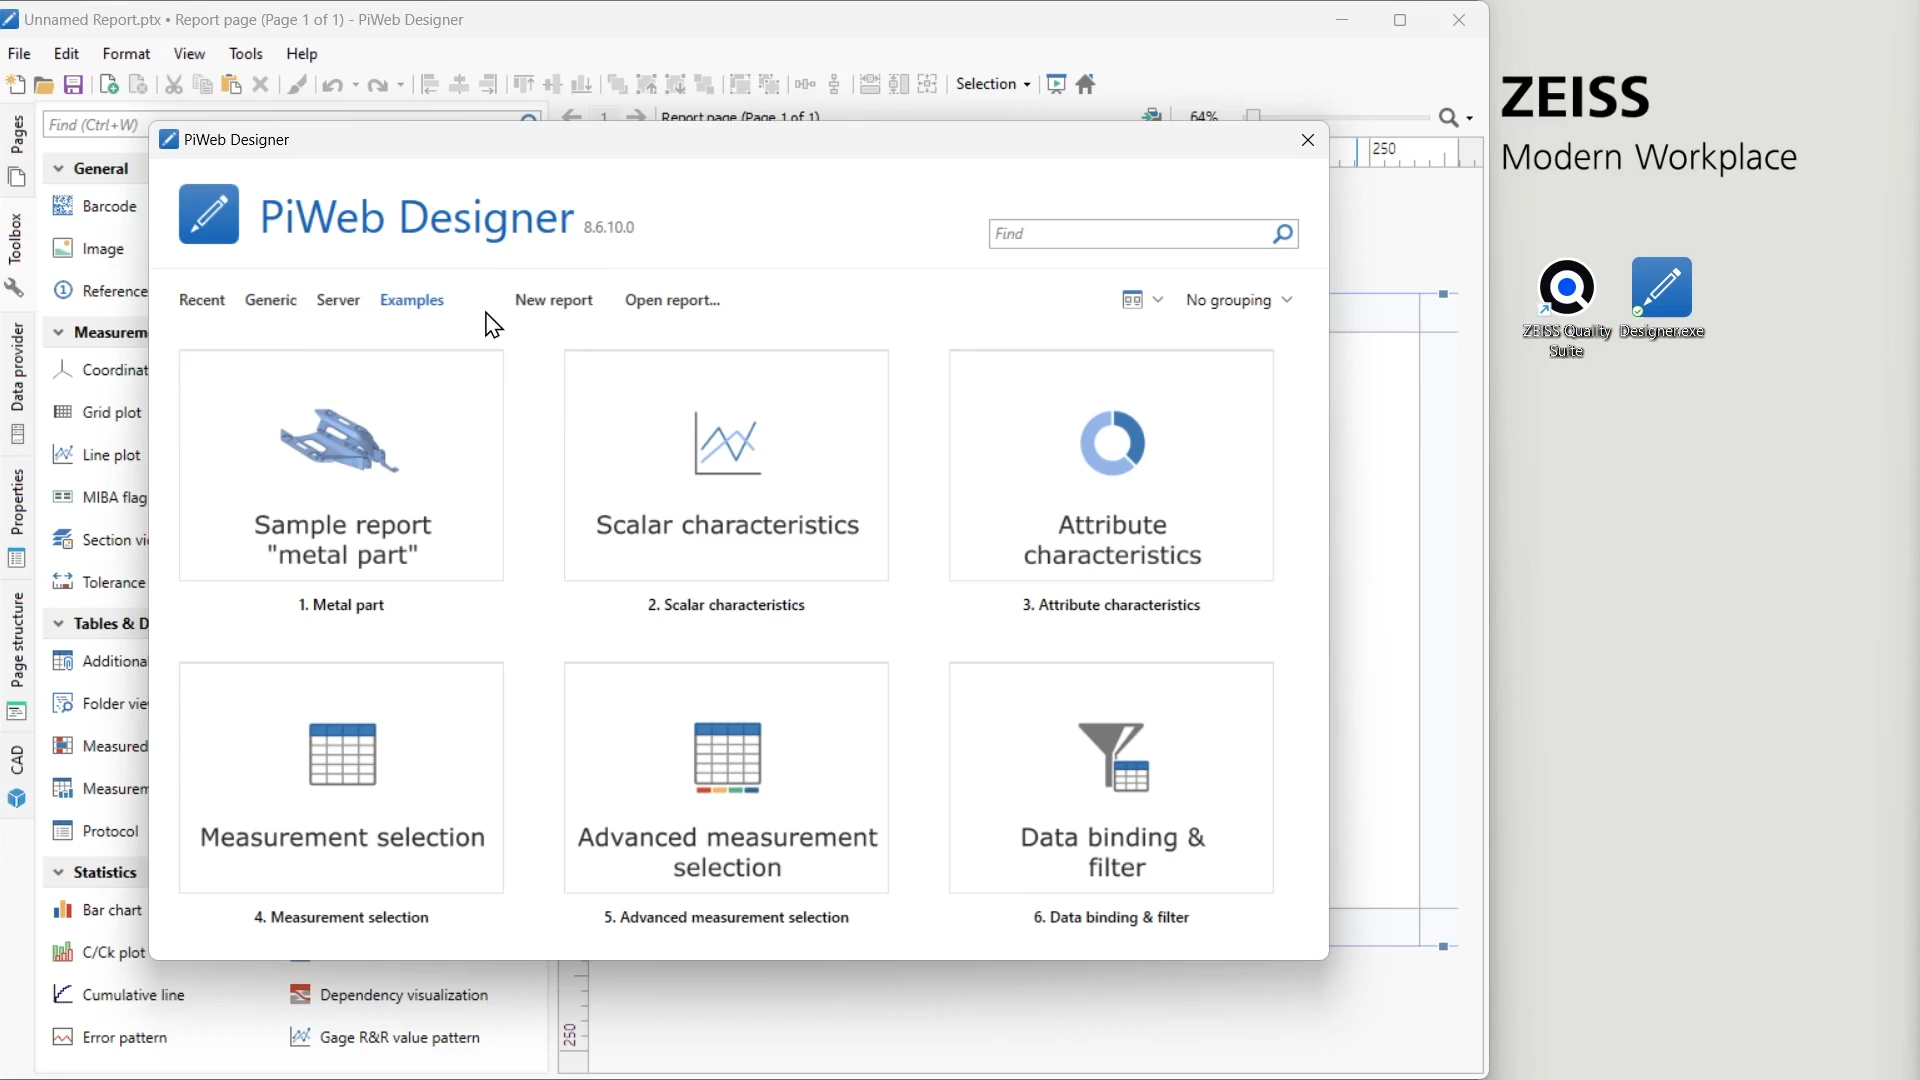 Unnamed Report.ptx • Report page (Page 1 of 1) - PiWeb Designer
File Edit Format View Tools Help
Selection
Pages
Toolbox
Data provider
Properties
Page structure
CAD
Find (Ctrl+W)
1 Report page (Page 1 of 1) 64%
250
General
Barcode
Image
Reference
Measurem
Coordinat
Grid plot
Line plot
MIBA flag
Section vi
Tolerance
Tables & D
Additiona
Folder vie
Measured
Measurem
Protocol
Statistics
Bar chart
C/Ck plot
Cumulative line Dependency visualization
Error pattern Gage R&R value pattern
250
PiWeb Designer
PiWeb Designer 8.6.10.0
Find
Recent Generic Server Examples New report Open report... No grouping
Sample report
"metal part"
1. Metal part
Scalar characteristics
2. Scalar characteristics
Attribute
characteristics
3. Attribute characteristics
Measurement selection
4. Measurement selection
Advanced measurement
selection
5. Advanced measurement selection
Data binding &
filter
6. Data binding & filter
ZEISS
Modern Workplace
ZEISS Quality
Suite
Designer.exe